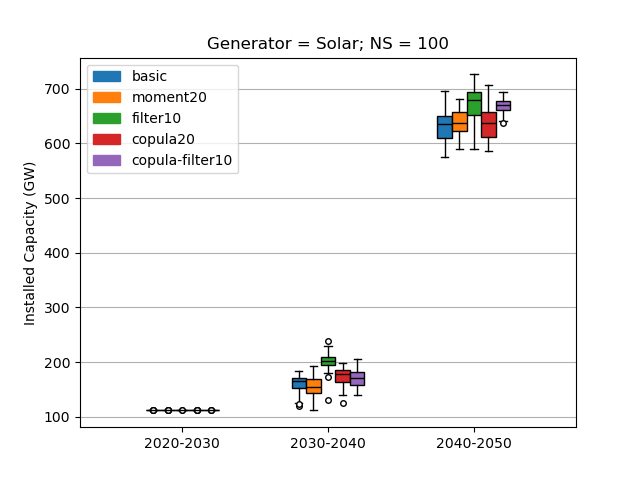 Generator = Solar; NS = 100
Installed Capacity (GW)
700
600
500
400
300
200
100
basic
moment20
filter10
copula20
copula-filter10
2020-2030
2030-2040
2040-2050